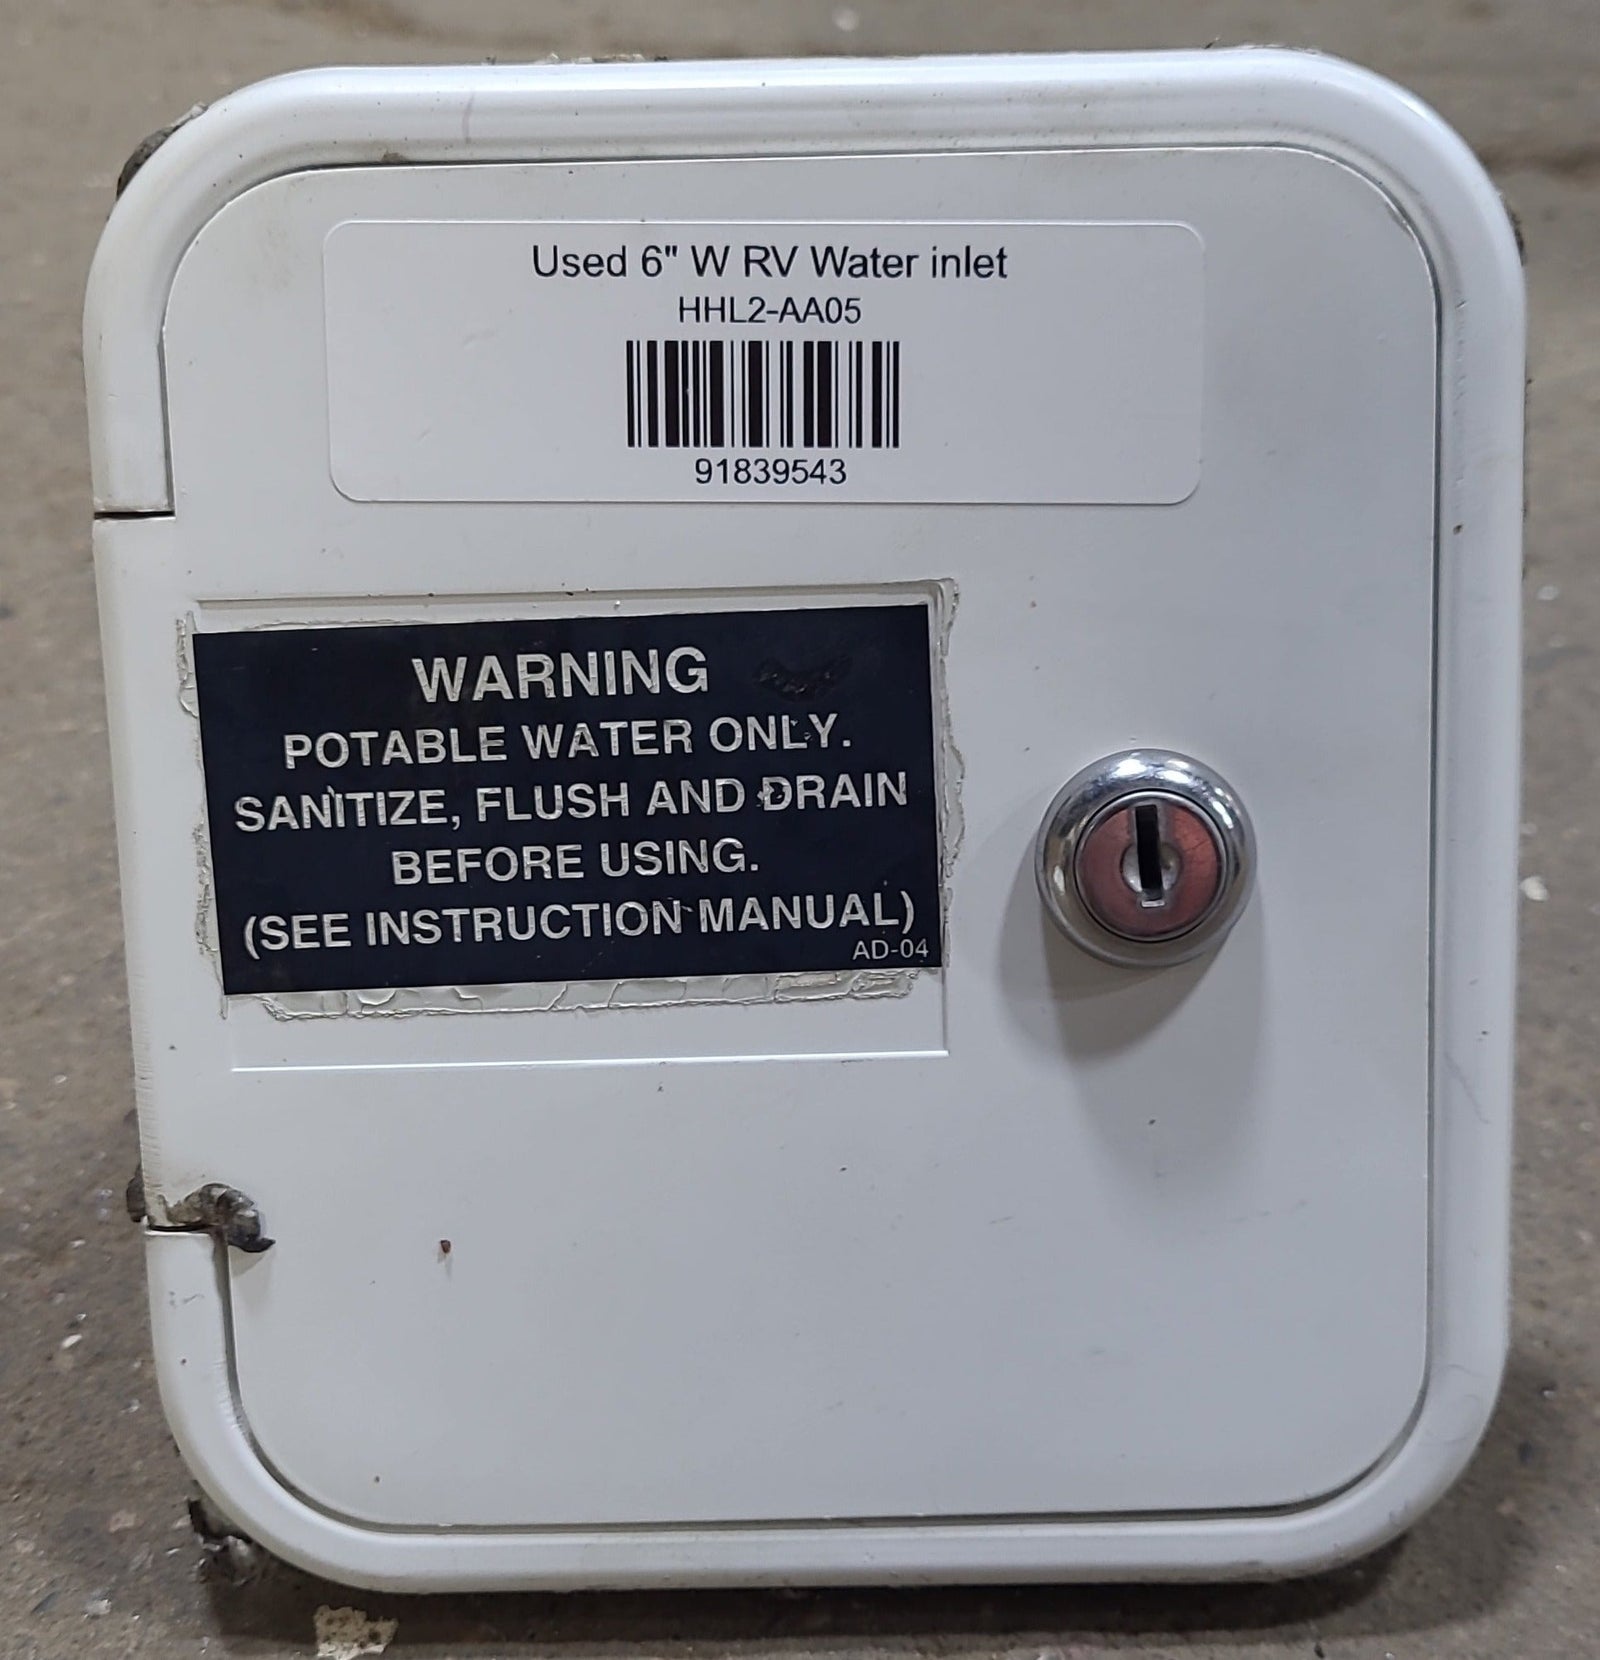 Used 6" W RV Water inlet
HHL2-AA05
91839543
WARNING
POTABLE WATER ONLY.
SANITIZE, FLUSH AND DRAIN
BEFORE USING.
(SEE INSTRUCTION MANUAL)
AD-04